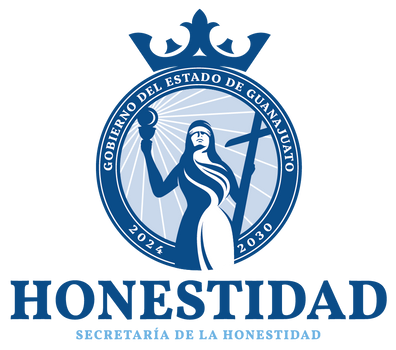 GOBIERNO DEL ESTADO DE GUANAJUATO
2024
2030
HONESTIDAD
SECRETARÍA DE LA HONESTIDAD